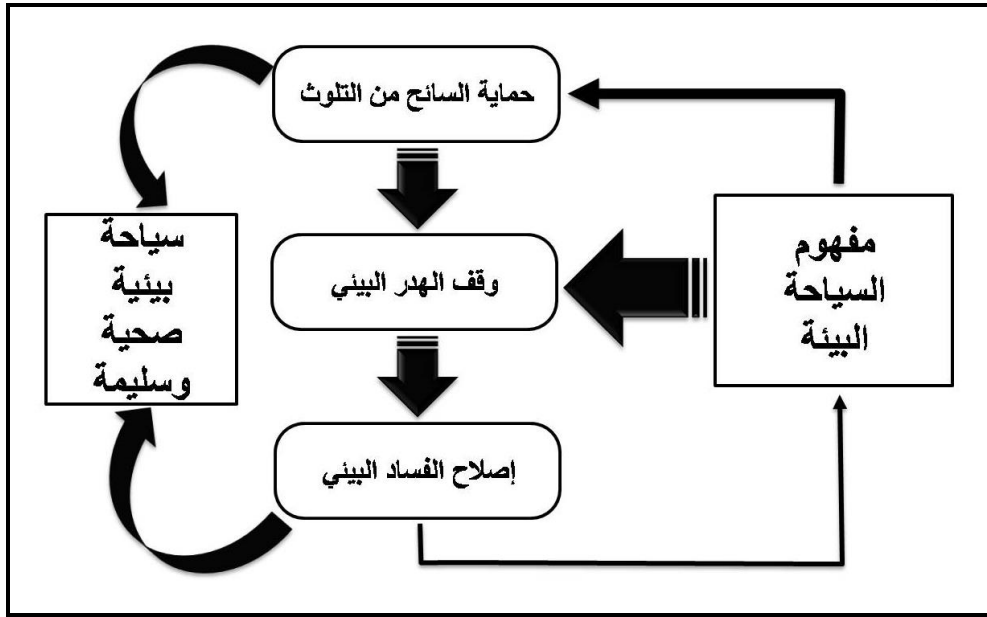 حماية السائح من التلوث
مفهوم
السياحة
البيئة
وقف الهدر البيئي
سياحة
بيئية
صحية
وسليمة
إصلاح الفساد البيئي